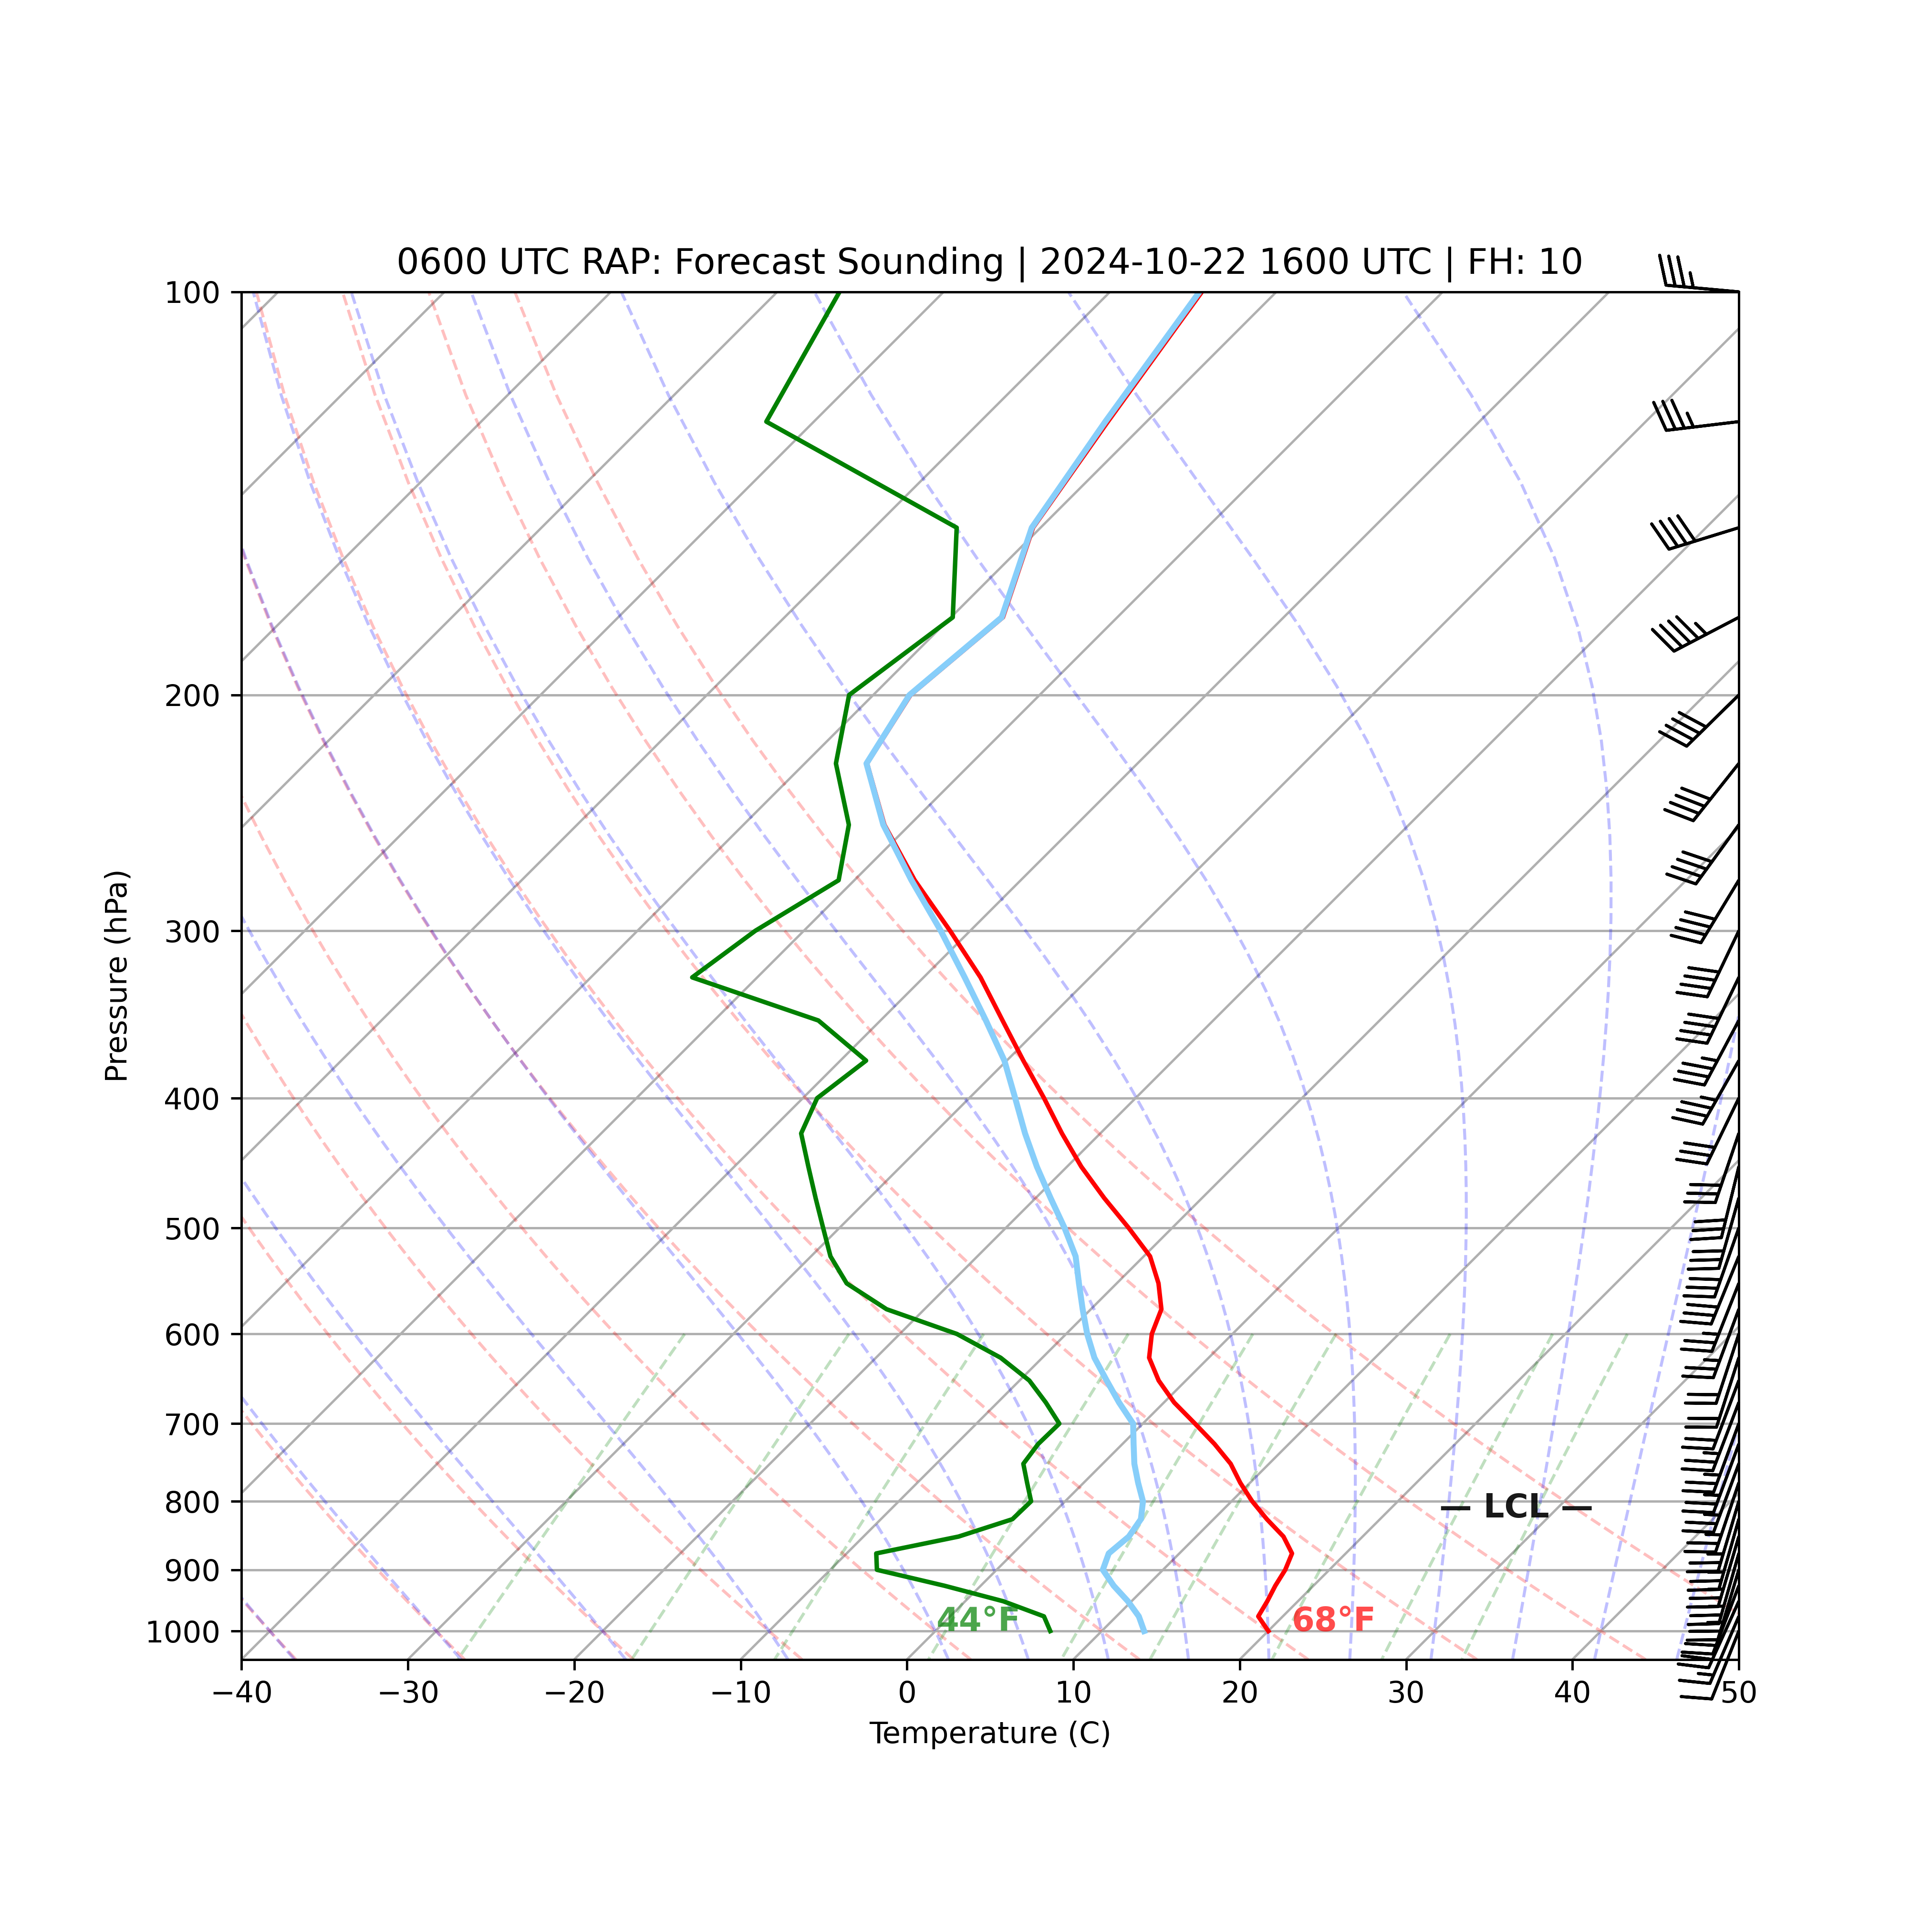 0600 UTC RAP: Forecast Sounding | 2024-10-22 1600 UTC | FH: 10
100
200
300
400
500
600
700
800
900
1000
Pressure (hPa)
— LCL —
44°F
68°F
−40 −30 −20 −10 0 10 20 30 40 50
Temperature (C)